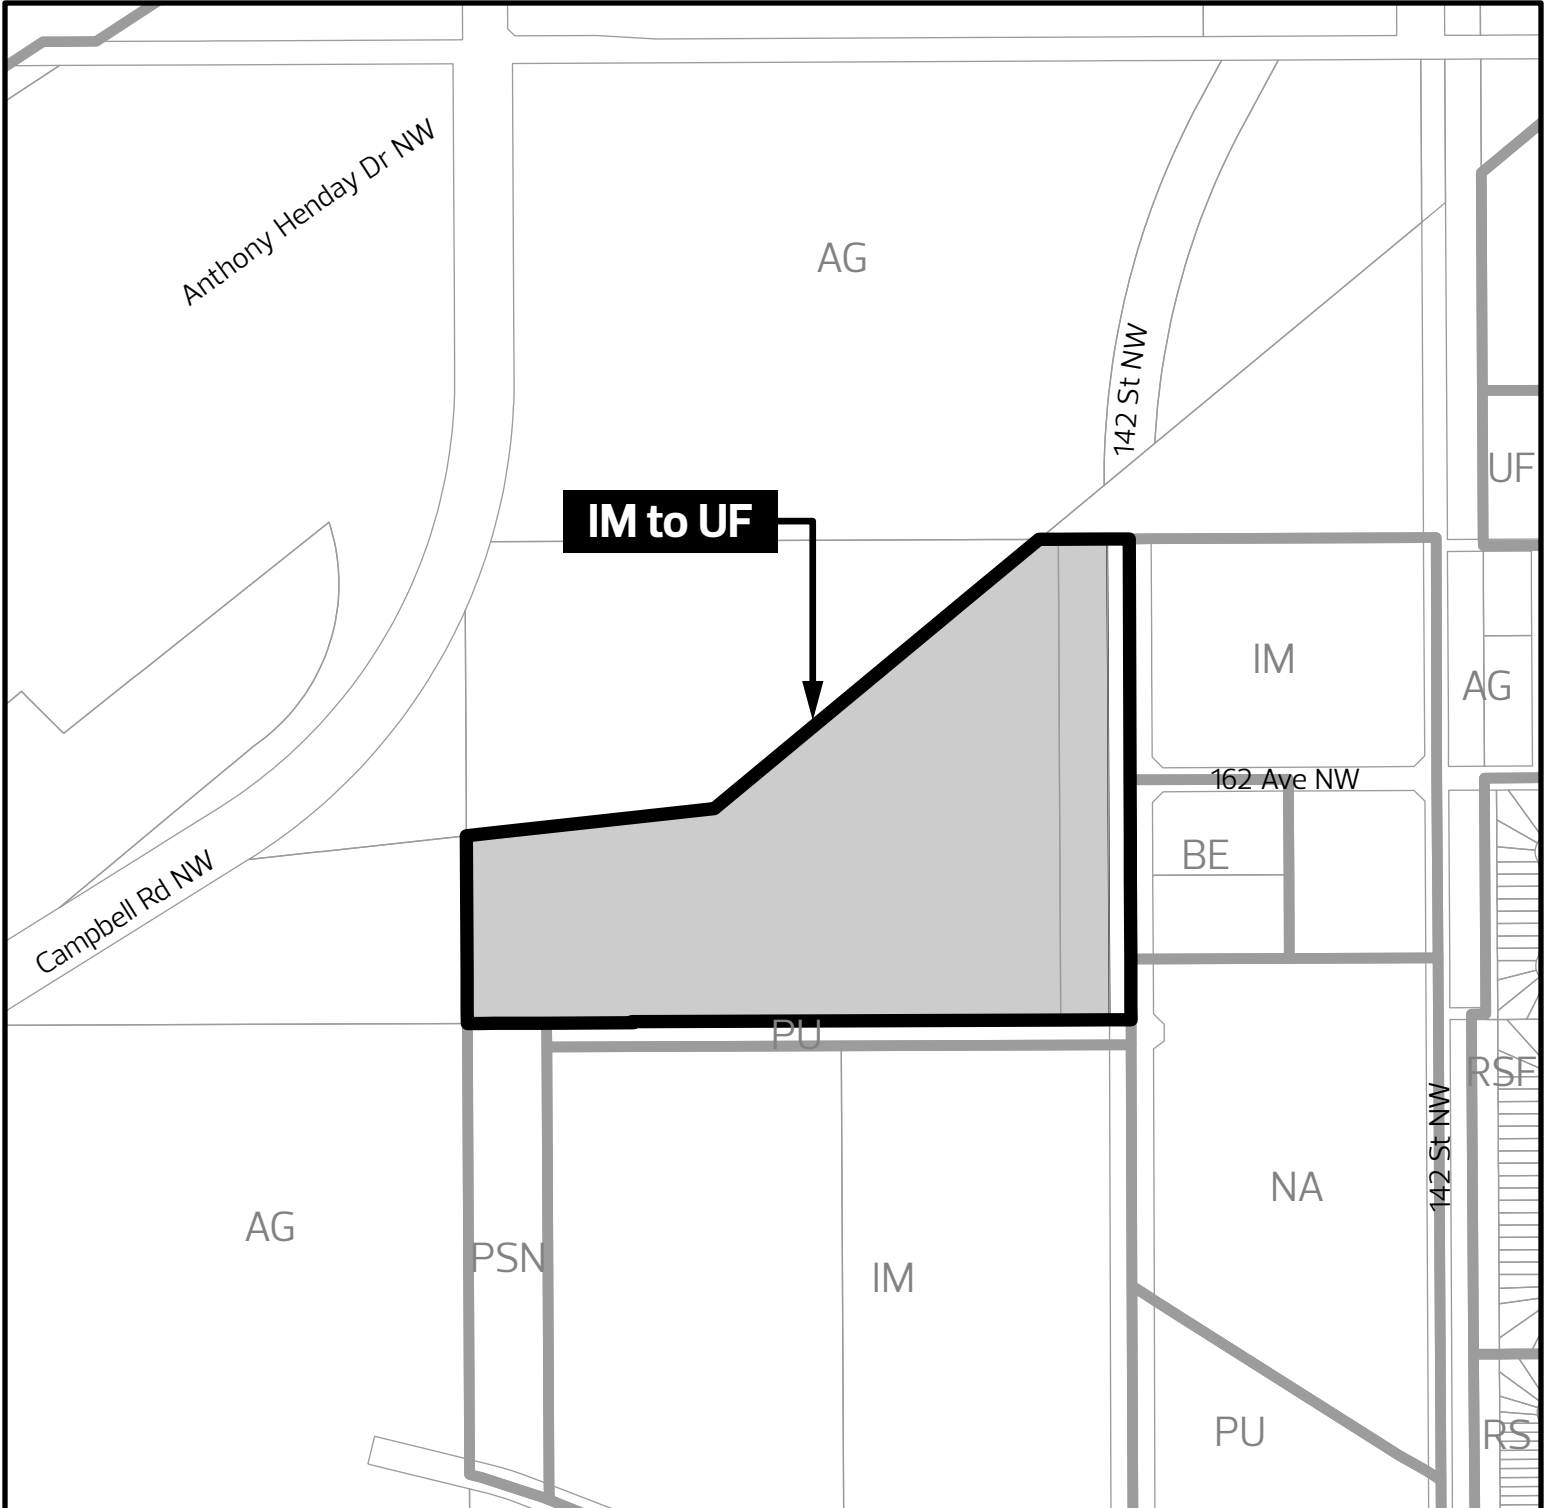 Anthony Henday Dr NW
AG
142 St NW
UF
IM to UF
IM
AG
162 Ave NW
BE
Campbell Rd NW
PU
RSF
142 St NW
NA
AG
PSN
IM
PU
RS